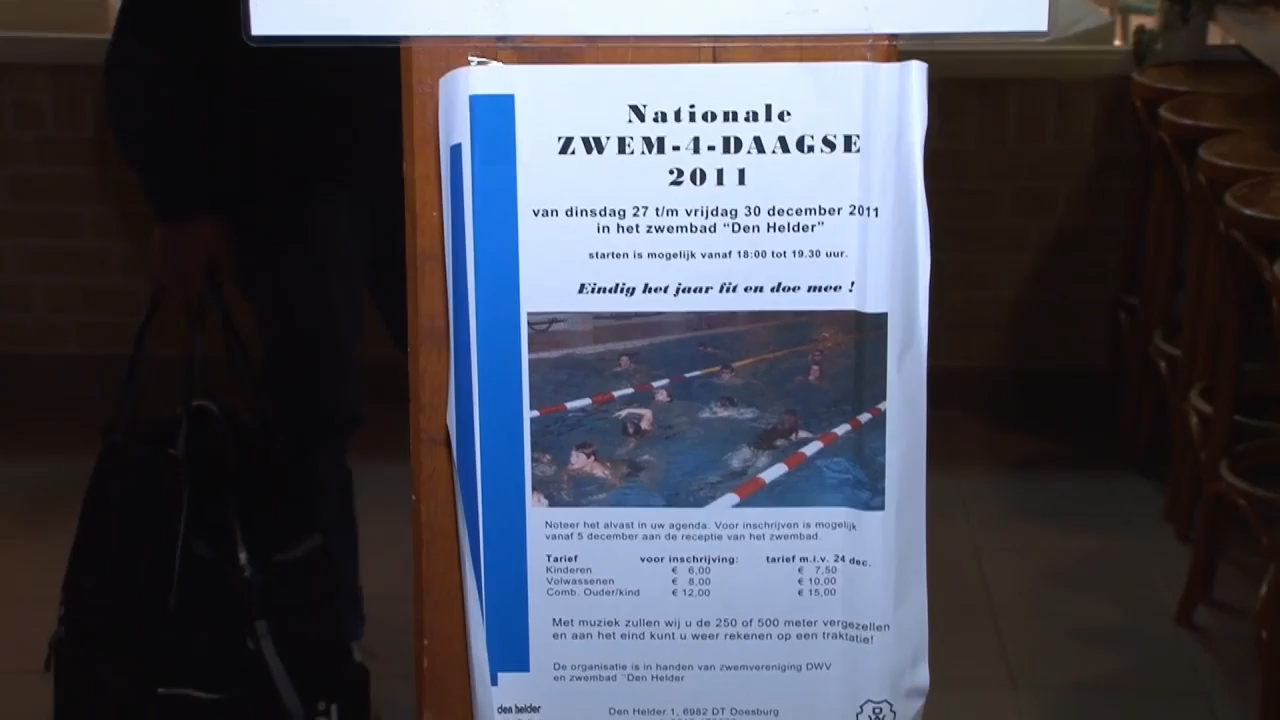 Nationale
ZWEM-4-DAAGSE
2011
van dinsdag 27 t/m vrijdag 30 december 2011
in het zwembad “Den Helder”
starten is mogelijk vanaf 18:00 tot 19.30 uur.
Eindig het jaar fit en doe mee !
Noteer het alvast in uw agenda. Voor inschrijven is mogelijk
vanaf 5 december aan de receptie van het zwembad.
Tarief voor inschrijving: tarief m.i.v. 24 dec.
Kinderen € 6,00 € 7,50
Volwassenen € 8,00 € 10,00
Comb. Ouder/kind € 12,00 € 15,00
Met muziek zullen wij u de 250 of 500 meter vergezellen
en aan het eind kunt u weer rekenen op een traktatie!
De organisatie is in handen van zwemvereniging DWV
en zwembad ¨Den Helder
den helder
Den Helder 1, 6982 DT Doesburg